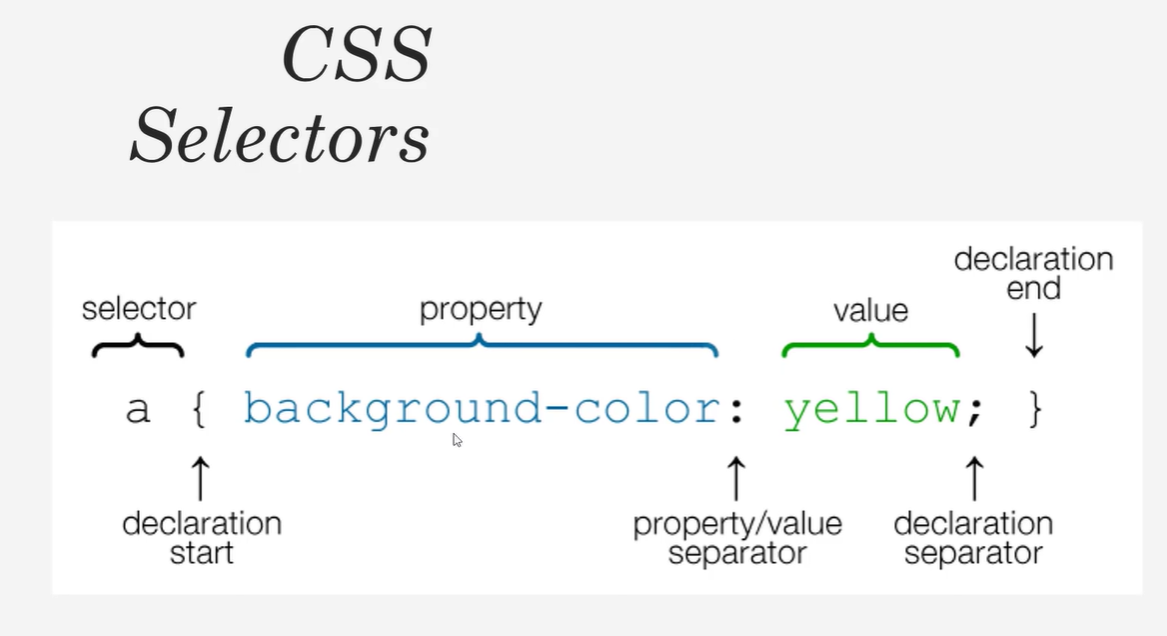 CSS
Selectors
declaration
end
selector
property
value
a { background-color: yellow; }
declaration
start
property/value
separator
declaration
separator